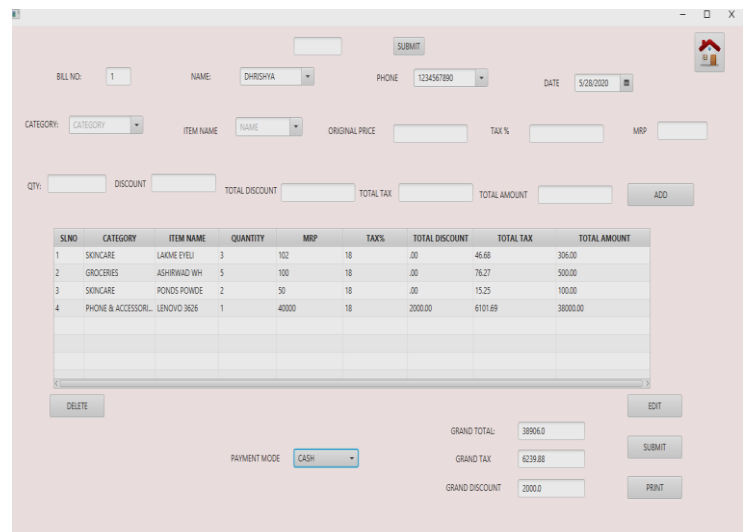 SUBMIT
BILL NO: 1 NAME: DHRISHYA PHONE 1234567890 DATE 5/28/2020
CATEGORY: CATEGORY ITEM NAME NAME ORIGINAL PRICE TAX % MRP
QTY: DISCOUNT TOTAL DISCOUNT TOTAL TAX TOTAL AMOUNT ADD
SLNO CATEGORY ITEM NAME QUANTITY MRP TAX% TOTAL DISCOUNT TOTAL TAX TOTAL AMOUNT
1 SKINCARE LAKME EYELI 3 102 18 .00 46.68 306.00
2 GROCERIES ASHIRWAD WH 5 100 18 .00 76.27 500.00
3 SKINCARE PONDS POWDE 2 50 18 .00 15.25 100.00
4 PHONE & ACCESSORI... LENOVO 3626 1 40000 18 2000.00 6101.69 38000.00
DELETE EDIT
GRAND TOTAL: 38906.0
SUBMIT
PAYMENT MODE CASH GRAND TAX 6239.88
GRAND DISCOUNT 2000.0 PRINT